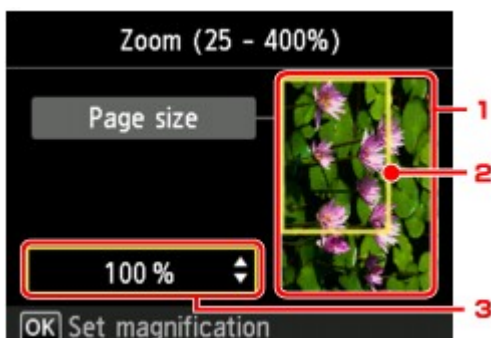 Zoom (25 - 400%)
Page size
1
2
100 %
3
OK Set magnification